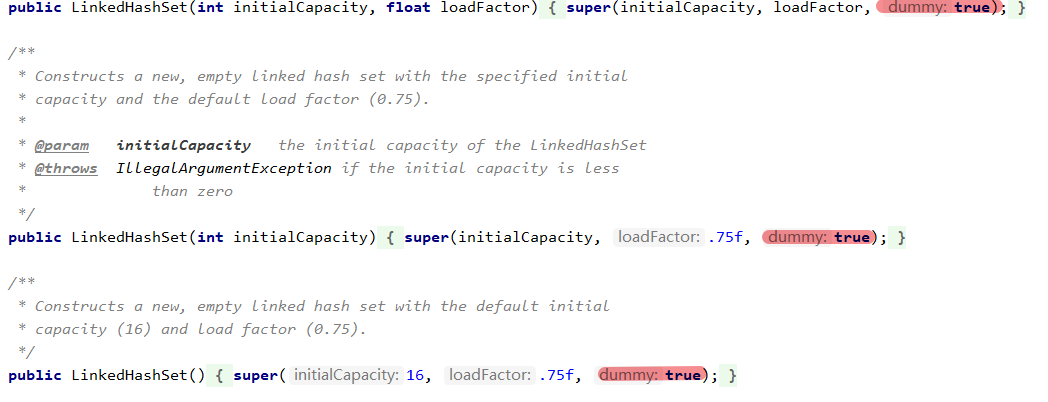 public LinkedHashSet(int initialCapacity, float loadFactor) { super(initialCapacity, loadFactor, dummy: true); }
/**
 * Constructs a new, empty linked hash set with the specified initial
 * capacity and the default load factor (0.75).
 *
 * @param   initialCapacity   the initial capacity of the LinkedHashSet
 * @throws  IllegalArgumentException if the initial capacity is less
 *              than zero
 */
public LinkedHashSet(int initialCapacity) { super(initialCapacity, loadFactor: .75f, dummy: true); }
/**
 * Constructs a new, empty linked hash set with the default initial
 * capacity (16) and load factor (0.75).
 */
public LinkedHashSet() { super( initialCapacity: 16, loadFactor: .75f, dummy: true); }